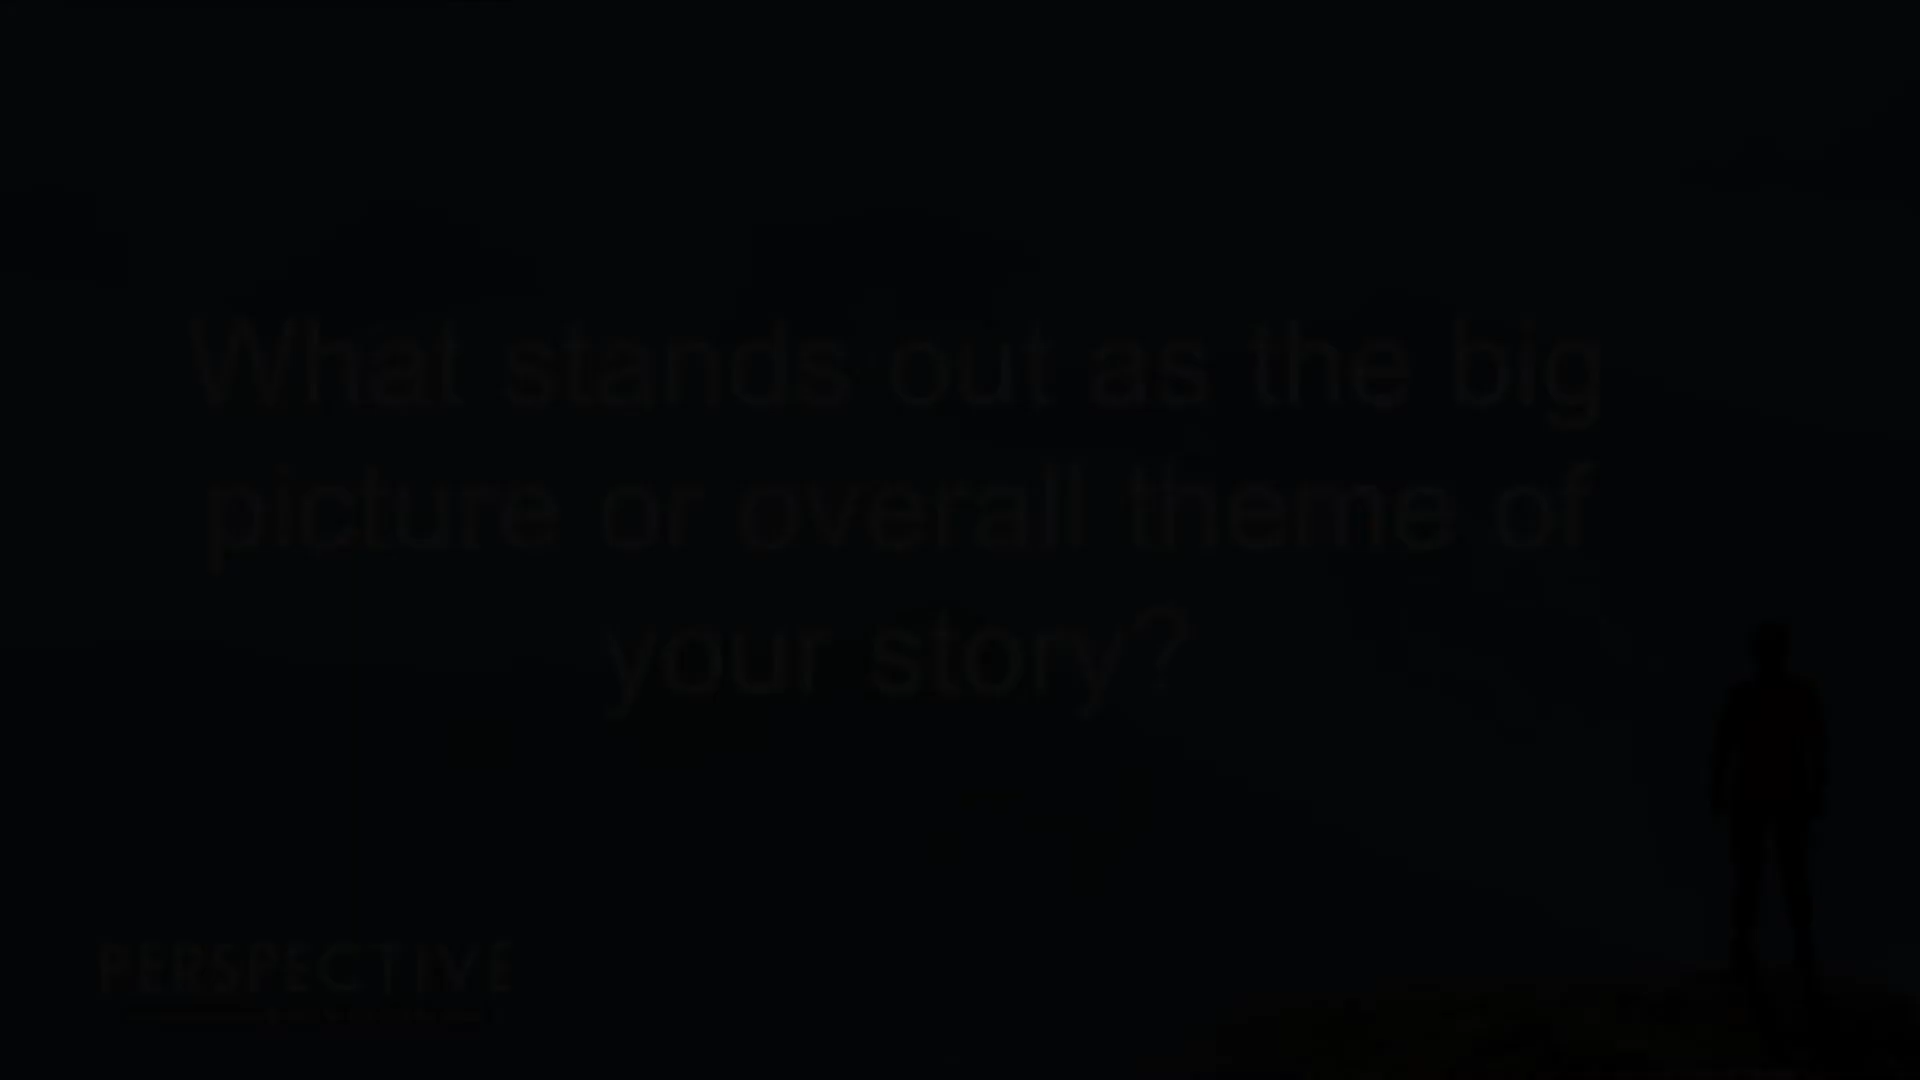 What stands out as the big
picture or overall theme of
your story?
PERSPECTIVE